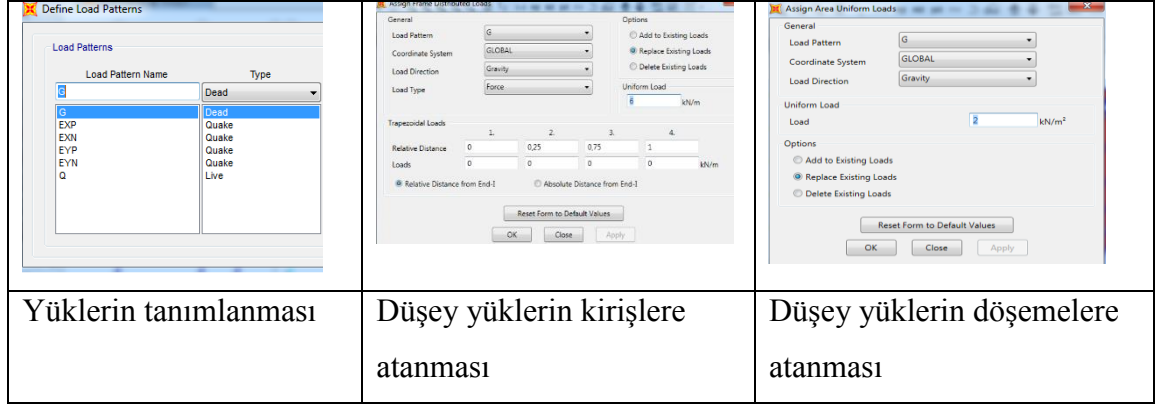 Define Load Patterns
Load Patterns
Load Pattern Name Type
G Dead
G Dead
EXP Quake
EXN Quake
EYP Quake
EYN Quake
Q Live
Assign Frame Distributed Loads
General
Load Pattern G
Coordinate System GLOBAL
Load Direction Gravity
Load Type Force
Options
Add to Existing Loads
Replace Existing Loads
Delete Existing Loads
Uniform Load
6 kN/m
Trapezoidal Loads
1. 2. 3. 4.
Relative Distance 0 0,25 0,75 1
Loads 0 0 0 0 kN/m
Relative Distance from End-I Absolute Distance from End-I
Reset Form to Default Values
OK Close Apply
Assign Area Uniform Loads
General
Load Pattern G
Coordinate System GLOBAL
Load Direction Gravity
Uniform Load
Load 2 kN/m²
Options
Add to Existing Loads
Replace Existing Loads
Delete Existing Loads
Reset Form to Default Values
OK Close Apply
Yüklerin tanımlanması
Düşey yüklerin kirişlere
atanması
Düşey yüklerin döşemelere
atanması